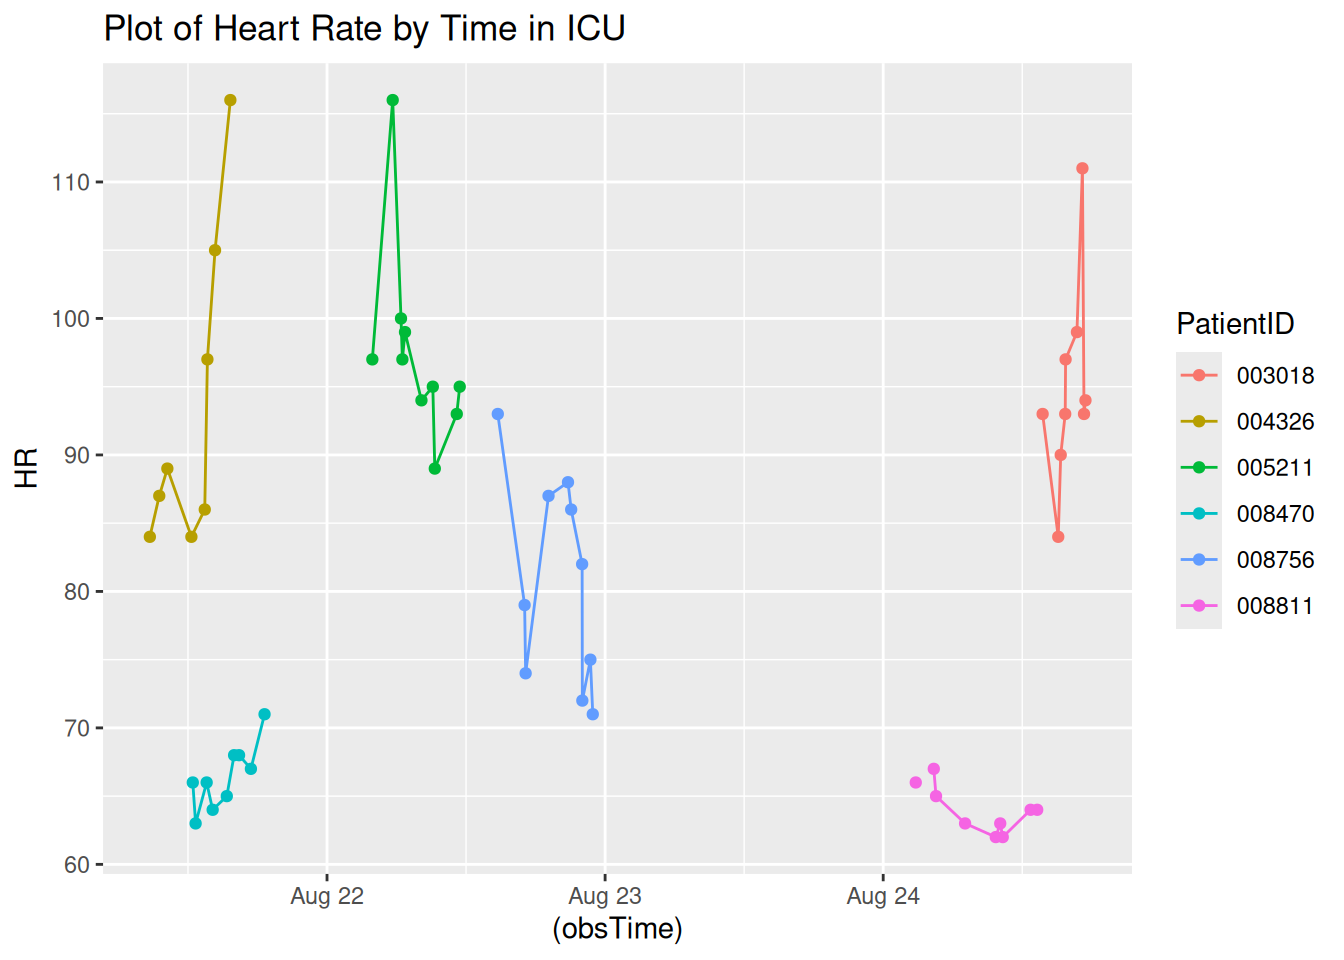 Plot of Heart Rate by Time in ICU
HR
110
100
90
80
70
60
Aug 22
Aug 23
Aug 24
(obsTime)
PatientID
003018
004326
005211
008470
008756
008811